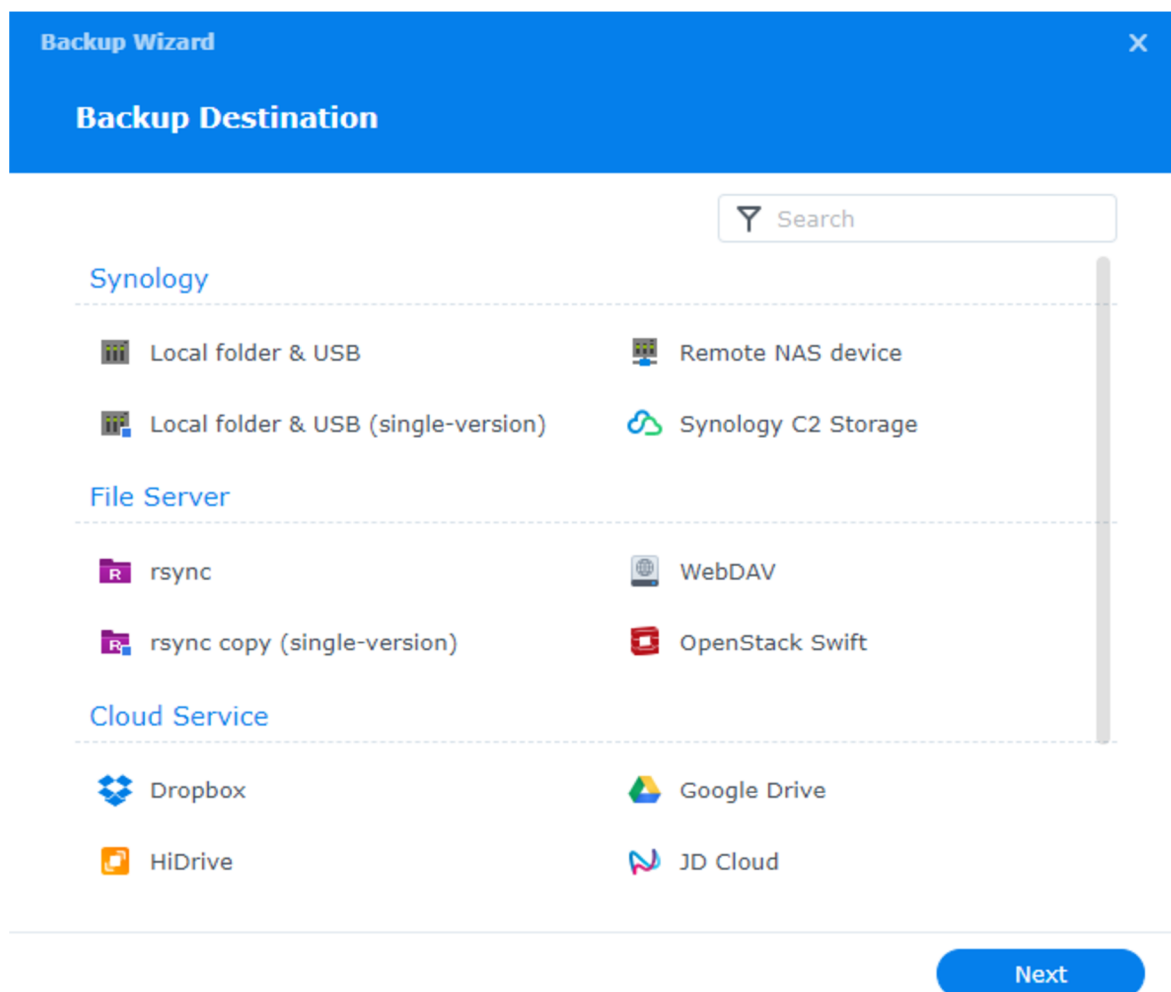 Backup Wizard
Backup Destination
Search
Synology
Local folder & USB
Remote NAS device
Local folder & USB (single-version)
Synology C2 Storage
File Server
R rsync
WebDAV
R rsync copy (single-version)
OpenStack Swift
Cloud Service
Dropbox
Google Drive
HiDrive
JD Cloud
Next